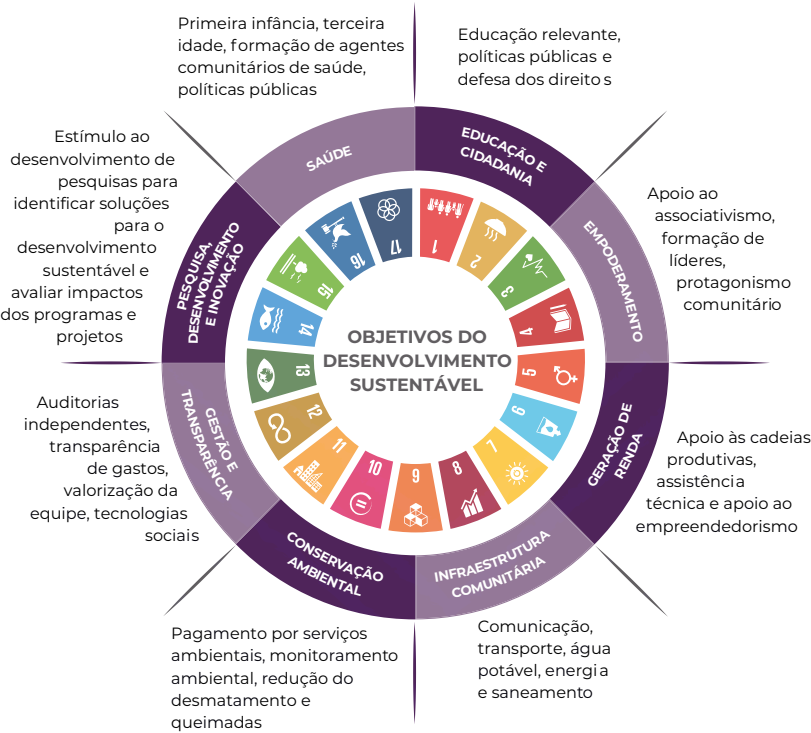 Primeira infância, terceira
idade, formação de agentes
comunitários de saúde,
políticas públicas
Educação relevante,
políticas públicas e
defesa dos direitos
SAÚDE
EDUCAÇÃO E
CIDADANIA
Estímulo ao
desenvolvimento de
pesquisas para
identificar soluções
para o
desenvolvimento
sustentável e
avaliar impactos
dos programas e
projetos
PESQUISA,
DESENVOLVIMENTO
E INOVAÇÃO
EMPODERAMENTO
Apoio ao
associativismo,
formação de
líderes,
protagonismo
comunitário
1
2
3
4
5
6
7
8
9
10
11
12
13
14
15
16
17
OBJETIVOS DO
DESENVOLVIMENTO
SUSTENTÁVEL
Auditorias
independentes,
transparência
de gastos,
valorização da
equipe, tecnologias
sociais
GESTÃO E
TRANSPARÊNCIA
GERAÇÃO DE
RENDA
Apoio às cadeias
produtivas,
assistência
técnica e apoio ao
empreendedorismo
CONSERVAÇÃO
AMBIENTAL
INFRAESTRUTURA
COMUNITÁRIA
Pagamento por serviços
ambientais, monitoramento
ambiental, redução do
desmatamento e
queimadas
Comunicação,
transporte, água
potável, energia
e saneamento